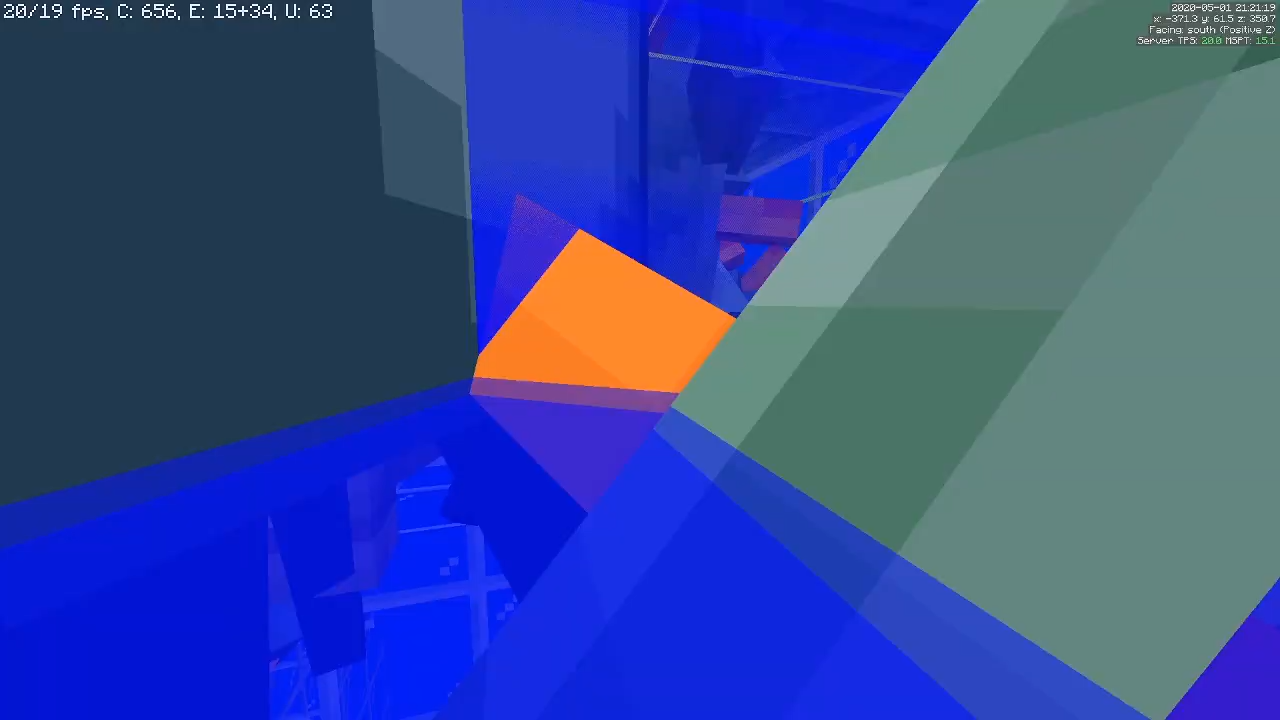 20/19 fps, C: 656, E: 15+34, U: 63
2020-05-01 21:21:19
x: -371.3 y: 61.5 z: 350.7
Facing: south (Positive Z)
Server TPS: 20.0 MSPT: 15.1